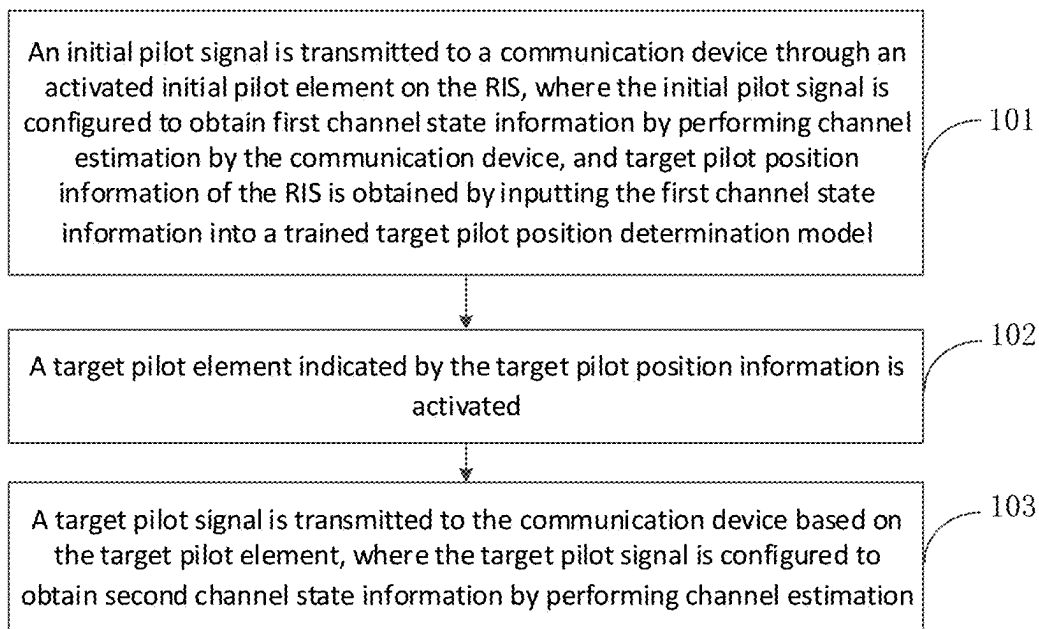 An initial pilot signal is transmitted to a communication device through an
activated initial pilot element on the RIS, where the initial pilot signal is
configured to obtain first channel state information by performing channel
estimation by the communication device, and target pilot position
information of the RIS is obtained by inputting the first channel state
information into a trained target pilot position determination model
101
A target pilot element indicated by the target pilot position information is
activated
102
A target pilot signal is transmitted to the communication device based on
the target pilot element, where the target pilot signal is configured to
obtain second channel state information by performing channel estimation
103